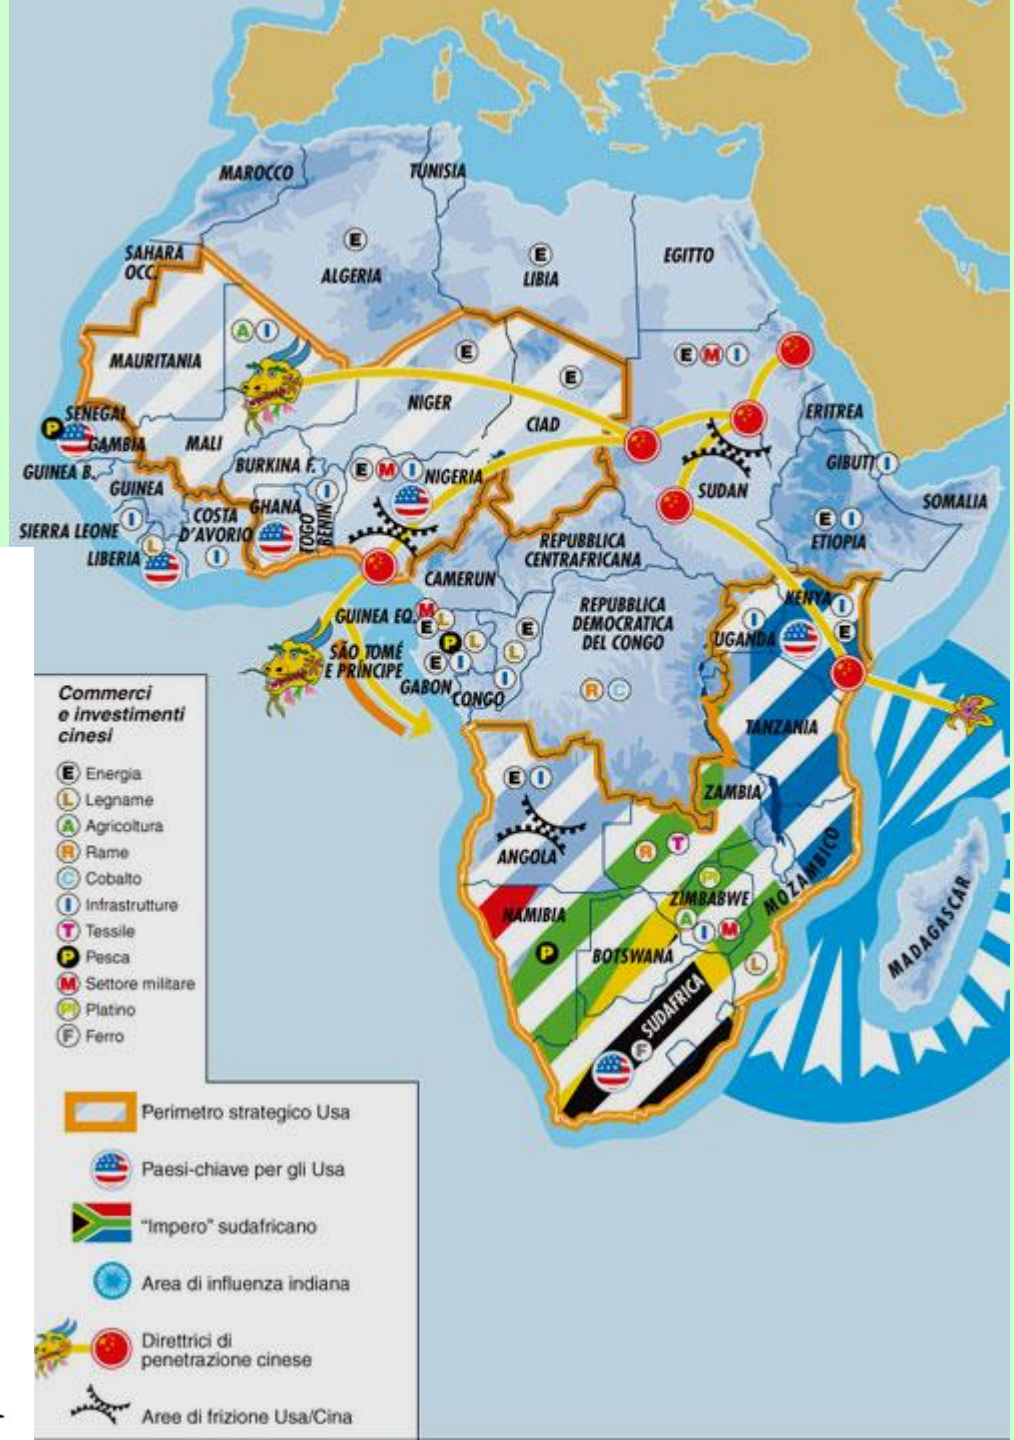 MAROCCO
TUNISIA
SAHARA
OCC.
ALGERIA
LIBIA
EGITTO
E
E
A I
MAURITANIA
E
E
E M I
NIGER
CIAD
ERITREA
P
SENEGAL
GAMBIA
MALI
BURKINA F.
E M I
NIGERIA
GIBUTI
I
GUINEA B.
GUINEA
SUDAN
SOMALIA
I
GHANA
I
TOGO
BENIN
COSTA
D'AVORIO
SIERRA LEONE
I
E I
ETIOPIA
L
LIBERIA
I
REPUBBLICA
CENTRAFRICANA
CAMERUN
GUINEA EQ.
M
L
E
REPUBBLICA
DEMOCRATICA
DEL CONGO
KENYA
I
I
UGANDA
E
P L
E
L
SÃO TOMÉ
E PRÍNCIPE
E I
GABON
CONGO
I
R C
TANZANIA
E I
ZAMBIA
ANGOLA
R T
Pl
ZIMBABWE
MOZAMBICO
A I M
NAMIBIA
P
BOTSWANA
L
MADAGASCAR
SUDAFRICA
F
Commerci
e investimenti
cinesi
E Energia
L Legname
A Agricoltura
R Rame
C Cobalto
I Infrastrutture
T Tessile
P Pesca
M Settore militare
Pl Platino
F Ferro
Perimetro strategico Usa
Paesi-chiave per gli Usa
"Impero" sudafricano
Area di influenza indiana
Direttrici di
penetrazione cinese
Aree di frizione Usa/Cina